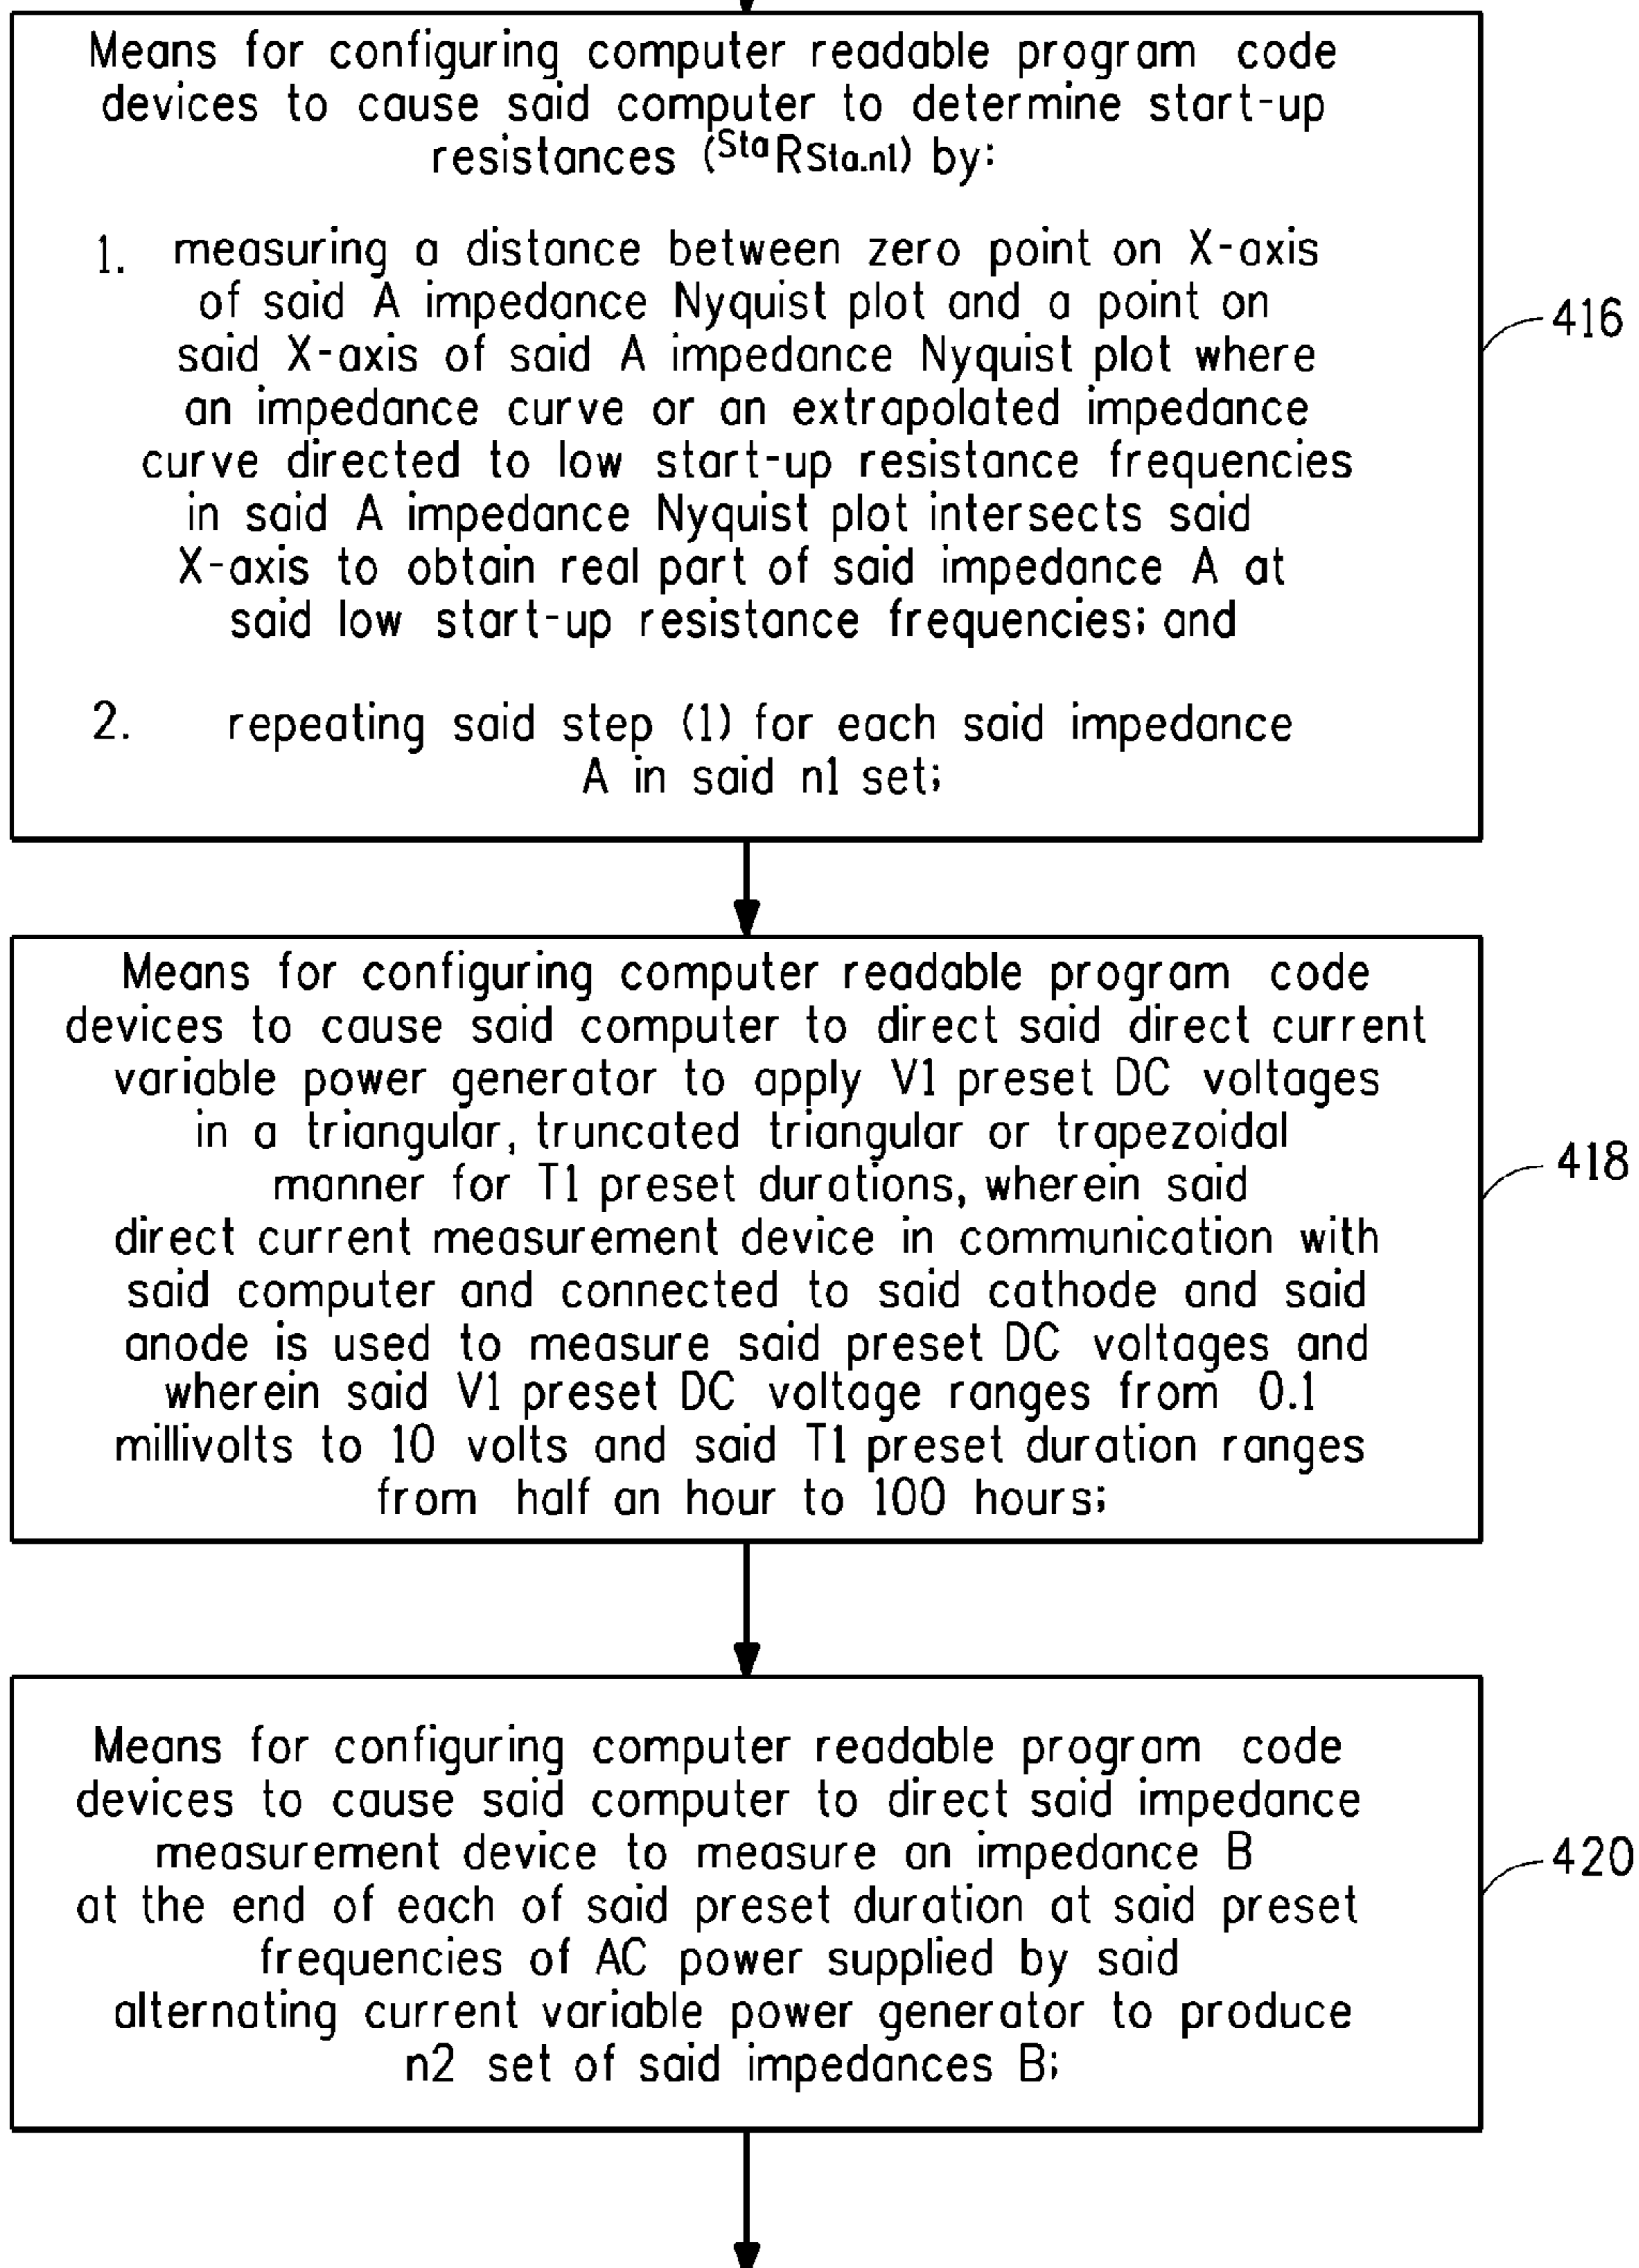 Means for configuring computer readable program code
devices to cause said computer to determine start-up
resistances (StaRSta.n1) by:
1. measuring a distance between zero point on X-axis
of said A impedance Nyquist plot and a point on
said X-axis of said A impedance Nyquist plot where
an impedance curve or an extrapolated impedance
curve directed to low start-up resistance frequencies
in said A impedance Nyquist plot intersects said
X-axis to obtain real part of said impedance A at
said low start-up resistance frequencies; and
2. repeating said step (1) for each said impedance
A in said n1 set;
416
Means for configuring computer readable program code
devices to cause said computer to direct said direct current
variable power generator to apply V1 preset DC voltages
in a triangular, truncated triangular or trapezoidal
manner for T1 preset durations, wherein said
direct current measurement device in communication with
said computer and connected to said cathode and said
anode is used to measure said preset DC voltages and
wherein said V1 preset DC voltage ranges from 0.1
millivolts to 10 volts and said T1 preset duration ranges
from half an hour to 100 hours;
418
Means for configuring computer readable program code
devices to cause said computer to direct said impedance
measurement device to measure an impedance B
at the end of each of said preset duration at said preset
frequencies of AC power supplied by said
alternating current variable power generator to produce
n2 set of said impedances B;
420